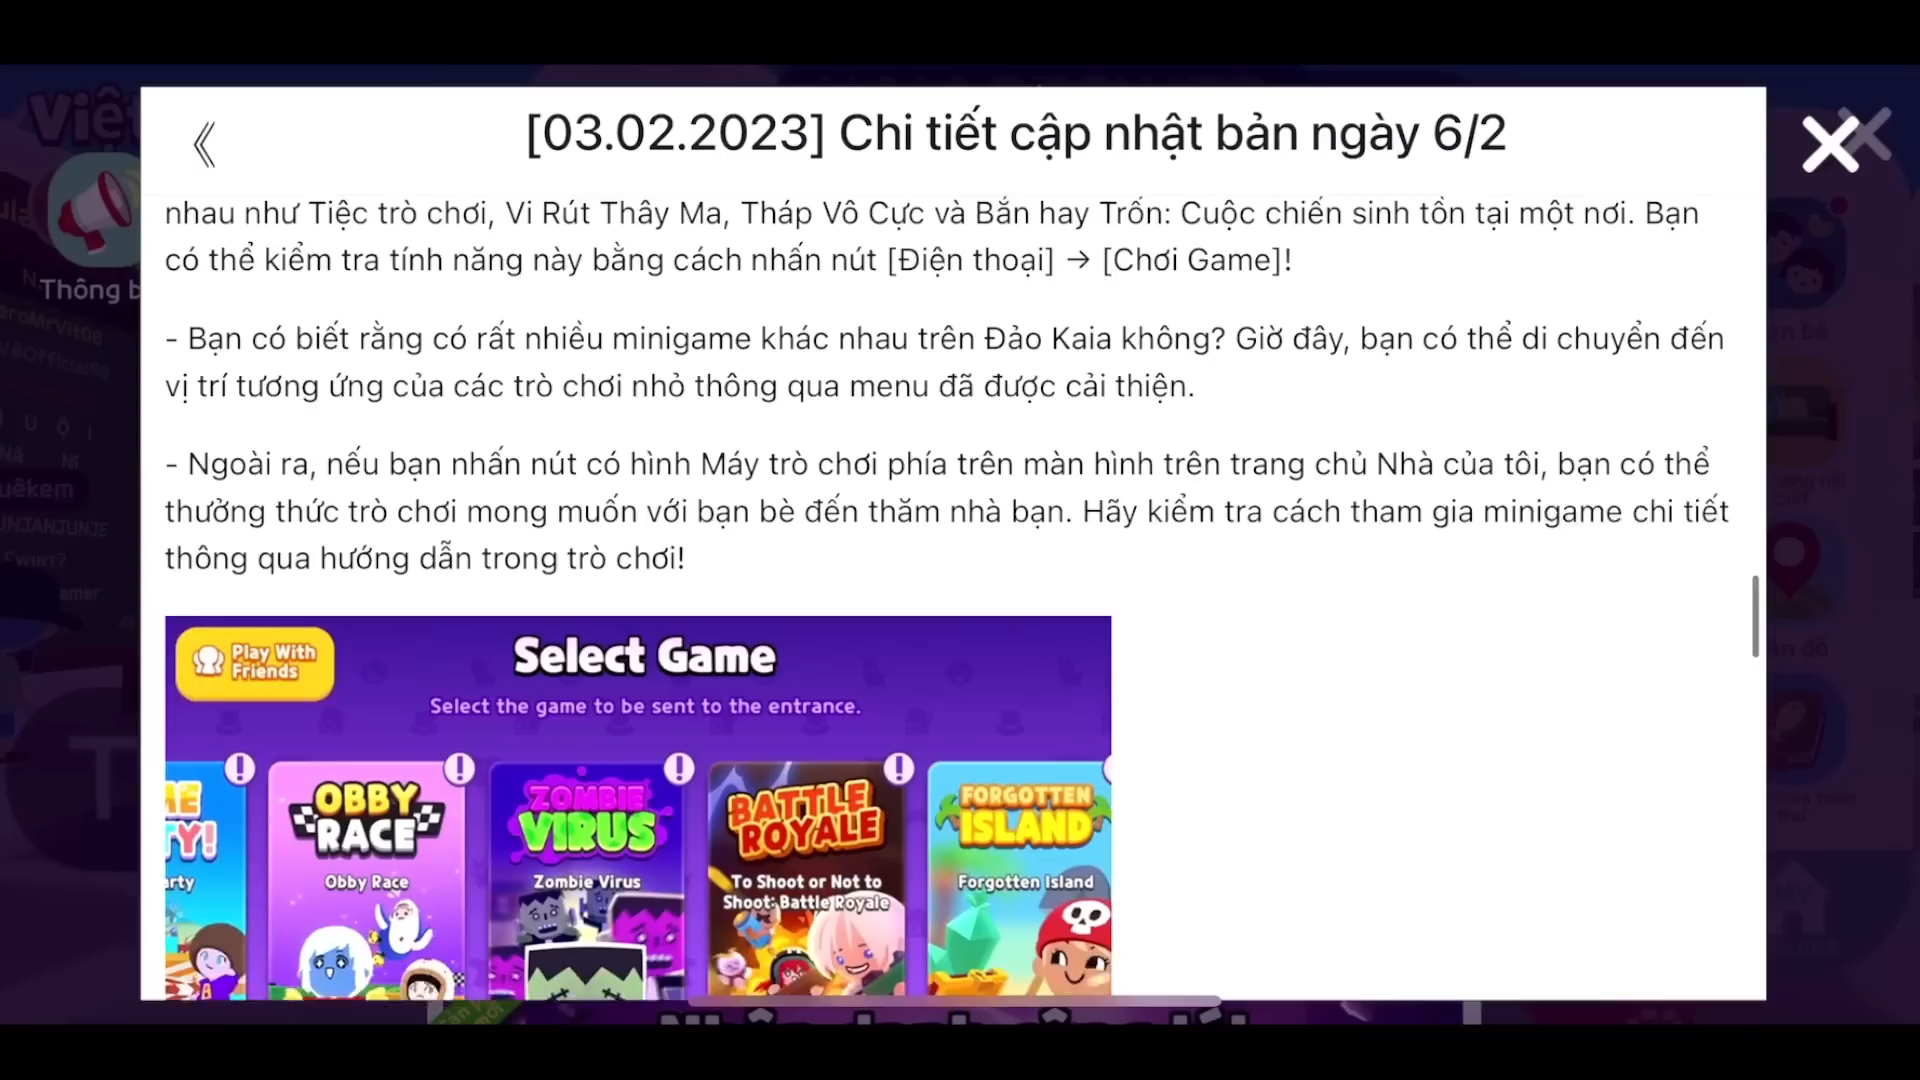 [03.02.2023] Chi tiết cập nhật bản ngày 6/2
nhau như Tiệc trò chơi, Vi Rút Thây Ma, Tháp Vô Cực và Bắn hay Trốn: Cuộc chiến sinh tồn tại một nơi. Bạn
có thể kiểm tra tính năng này bằng cách nhấn nút [Điện thoại] → [Chơi Game]!
- Bạn có biết rằng có rất nhiều minigame khác nhau trên Đảo Kaia không? Giờ đây, bạn có thể di chuyển đến
vị trí tương ứng của các trò chơi nhỏ thông qua menu đã được cải thiện.
- Ngoài ra, nếu bạn nhấn nút có hình Máy trò chơi phía trên màn hình trên trang chủ Nhà của tôi, bạn có thể
thưởng thức trò chơi mong muốn với bạn bè đến thăm nhà bạn. Hãy kiểm tra cách tham gia minigame chi tiết
thông qua hướng dẫn trong trò chơi!
Play With
Friends
Select Game
Select the game to be sent to the entrance.
OBBY
RACE
Obby Race
ZOMBIE
VIRUS
Zombie Virus
BATTLE
ROYALE
To Shoot or Not to
Shoot: Battle Royale
FORGOTTEN
ISLAND
Forgotten Island
Việt
Thông b